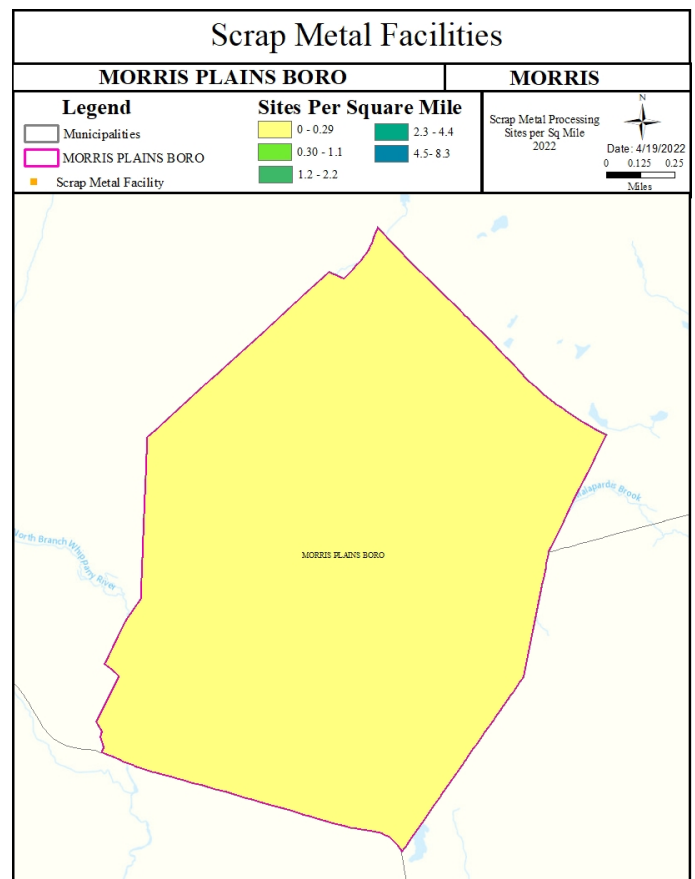 Scrap Metal Facilities
MORRIS PLAINS BORO
MORRIS
Legend
Municipalities
MORRIS PLAINS BORO
Scrap Metal Facility
Sites Per Square Mile
0 - 0.29
0.30 - 1.1
1.2 - 2.2
2.3 - 4.4
4.5- 8.3
Scrap Metal Processing
Sites per Sq Mile
2022
N
Date: 4/19/2022
0 0.125 0.25
Miles
Malapardis Brook
North Branch Whippany River
MORRIS PLAINS BORO